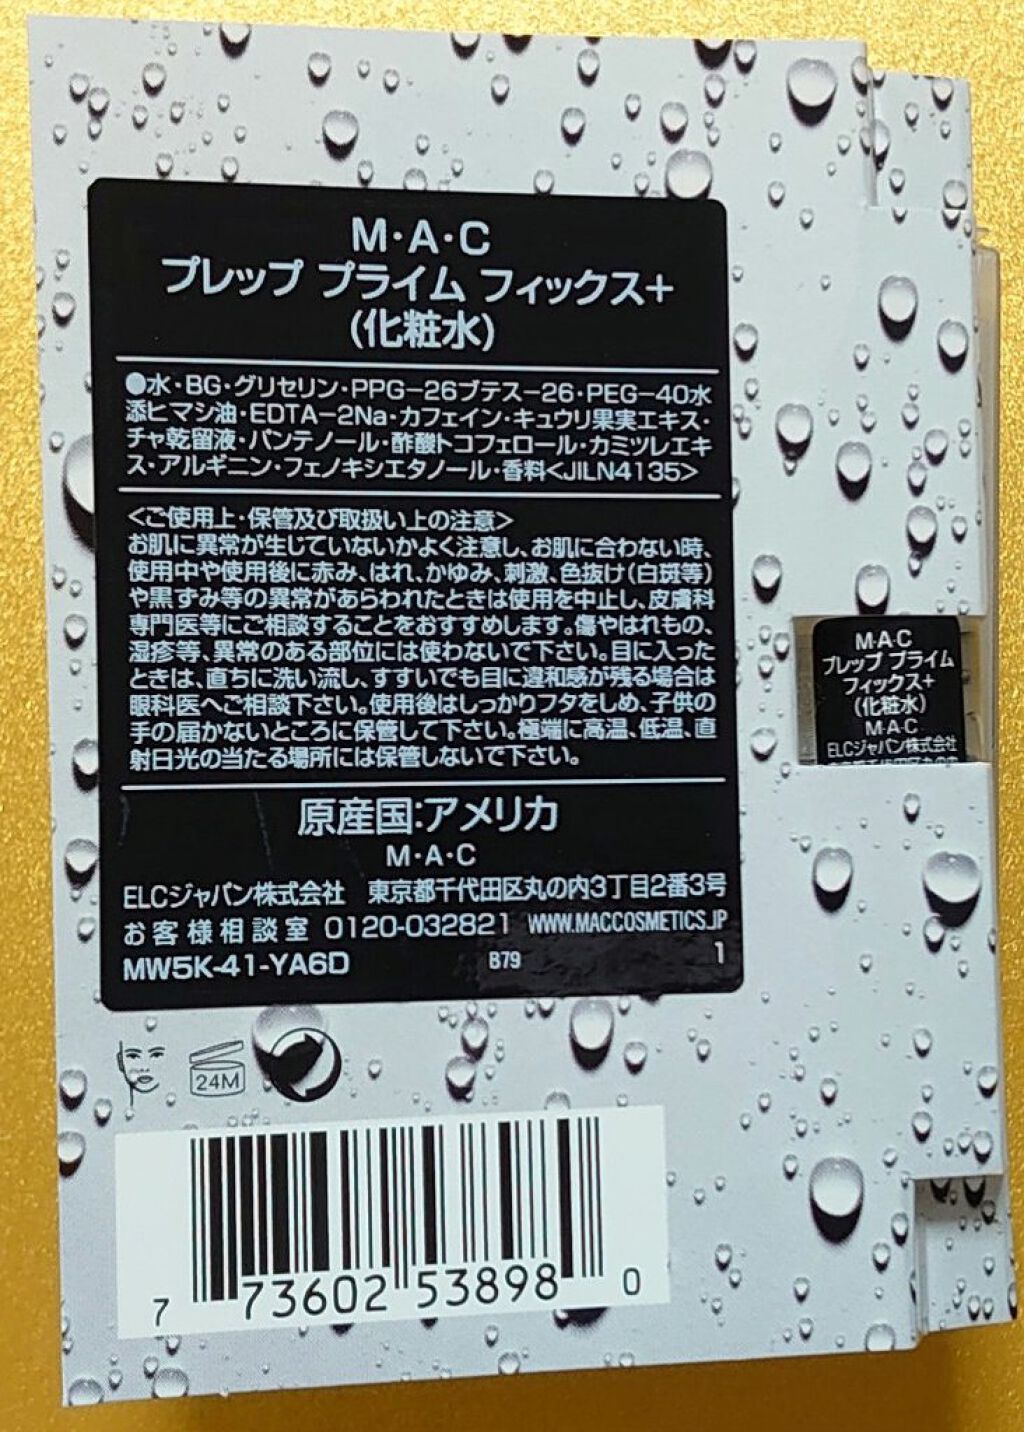 M・A・C
プレップ プライム フィックス＋
(化粧水)
●水・BG・グリセリン・PPG－26ブテス－26・PEG－40水
添ヒマシ油・EDTA－2Na・カフェイン・キュウリ果実エキス・
チャ乾留液・パンテノール・酢酸トコフェロール・カミツレエキ
ス・アルギニン・フェノキシエタノール・香料<JILN4135>
<ご使用上・保管及び取扱い上の注意>
お肌に異常が生じていないかよく注意し、お肌に合わない時、
使用中や使用後に赤み、はれ、かゆみ、刺激、色抜け(白斑等)
や黒ずみ等の異常があらわれたときは使用を中止し、皮膚科
専門医等にご相談することをおすすめします。傷やはれもの、
湿疹等、異常のある部位には使わないで下さい。目に入った
ときは、直ちに洗い流し、すすいでも目に違和感が残る場合は
眼科医へご相談下さい。使用後はしっかりフタをしめ、子供の
手の届かないところに保管して下さい。極端に高温、低温、直
射日光の当たる場所には保管しないで下さい。
原産国：アメリカ
M・A・C
ELCジャパン株式会社 東京都千代田区丸の内3丁目2番3号
お客様相談室 0120-032821 WWW.MACCOSMETICS.JP
MW5K-41-YA6D B79 1
24M
7 73602 53898 0
M・A・C
プレップ プライム
フィックス＋
(化粧水)
M・A・C
ELCジャパン株式会社